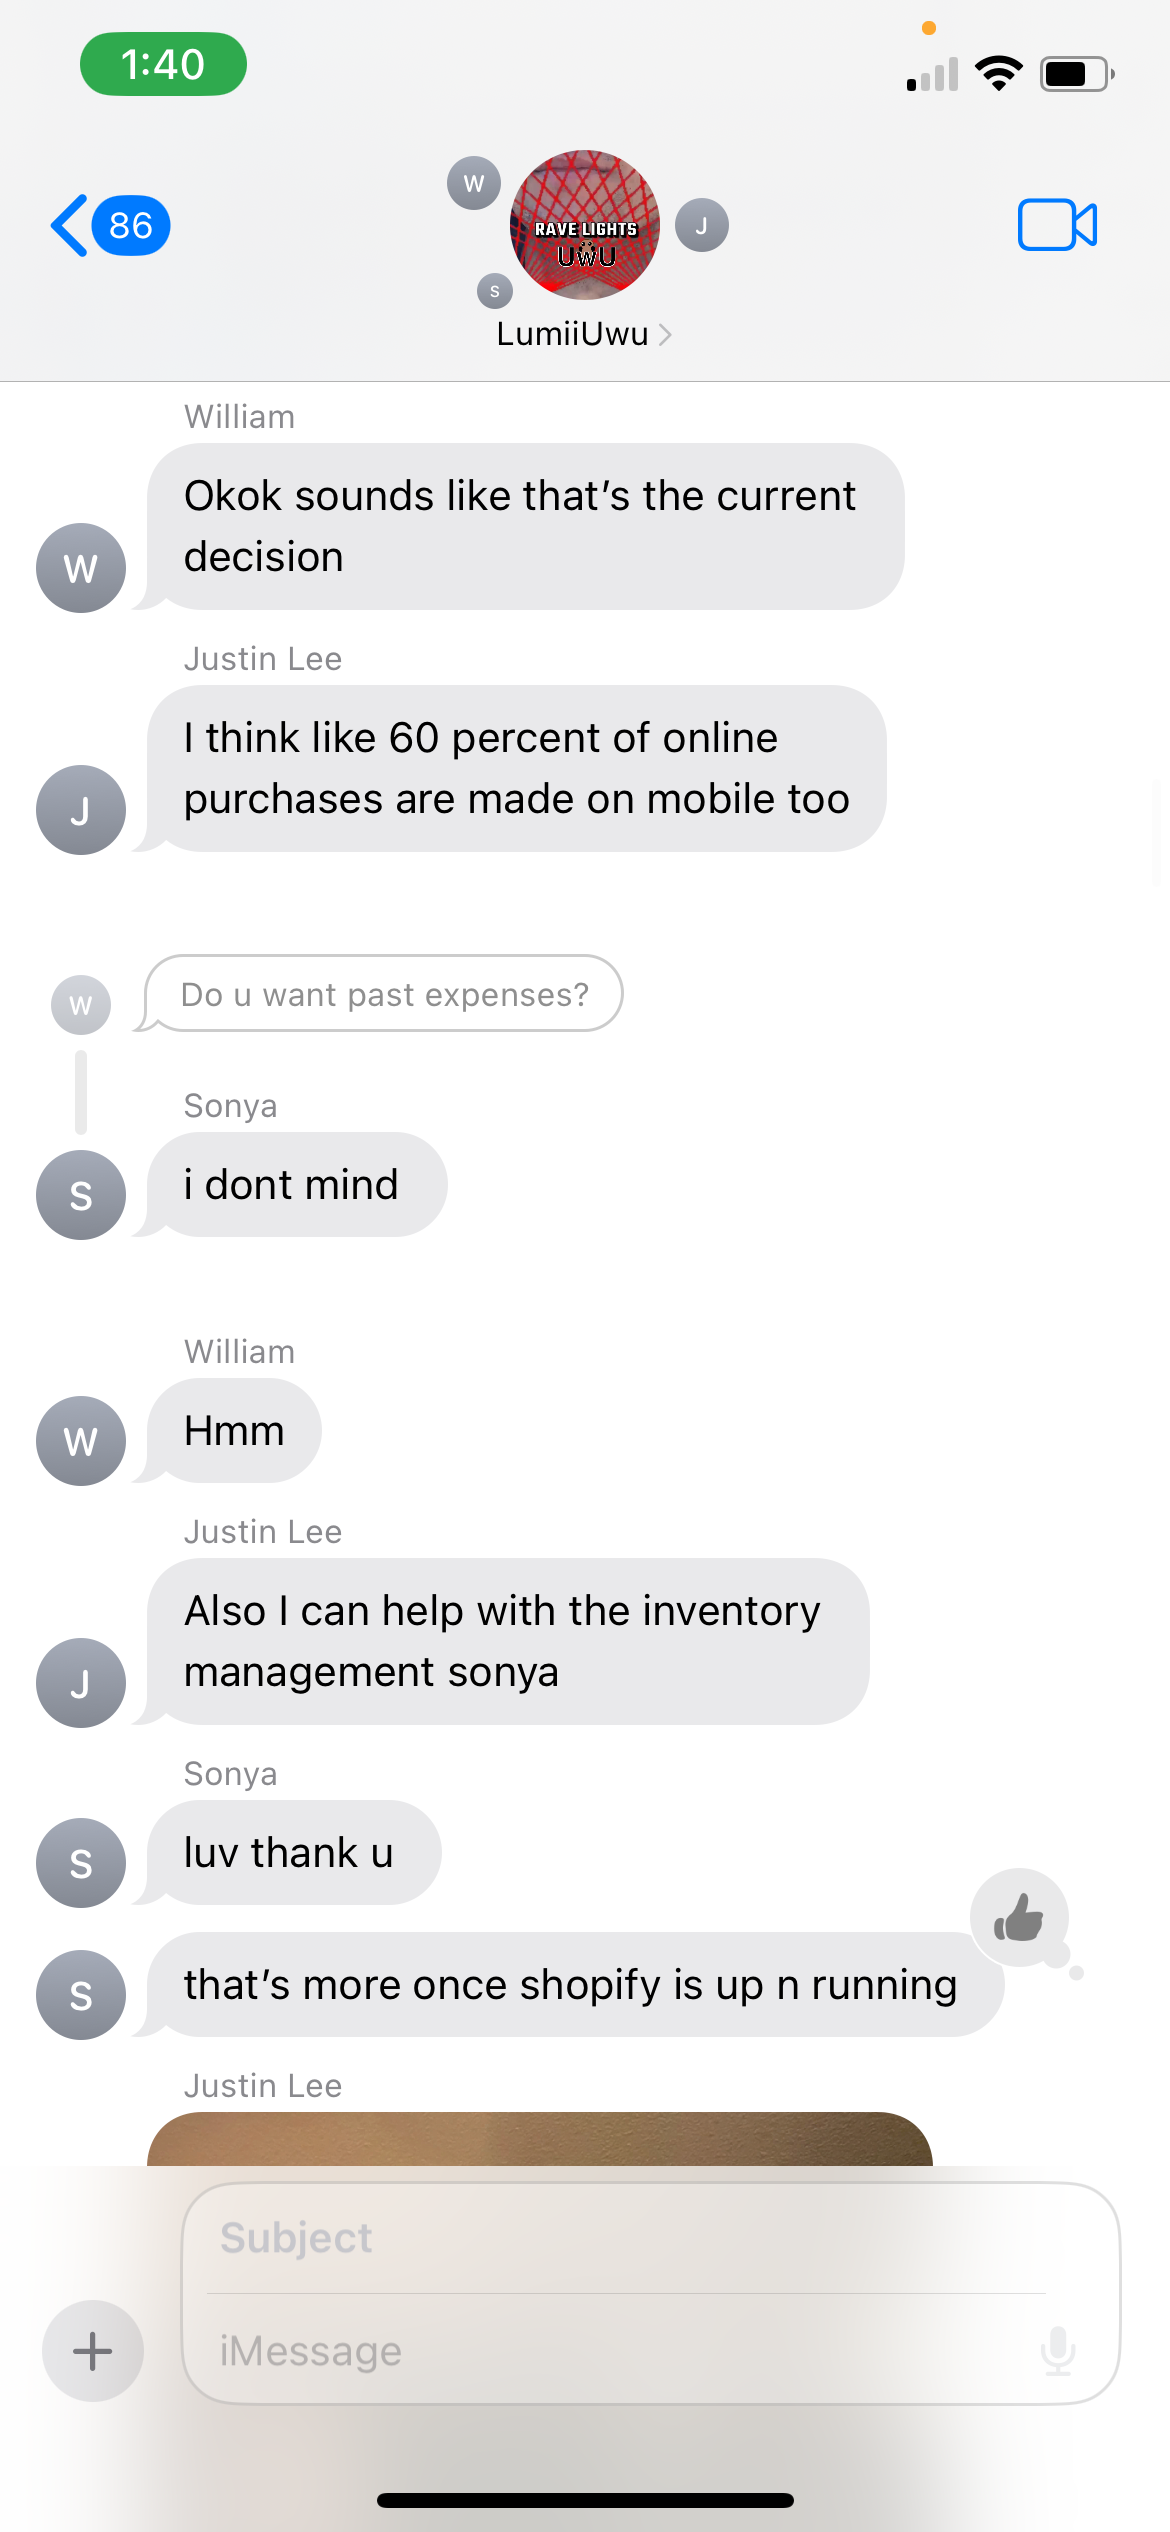 1:40
86
W
J
S
RAVE LIGHTS
UWU
LumiiUwu
William
Okok sounds like that’s the current
decision
W
Justin Lee
I think like 60 percent of online
purchases are made on mobile too
J
W
Do u want past expenses?
Sonya
i dont mind
S
William
Hmm
W
Justin Lee
Also I can help with the inventory
management sonya
J
Sonya
luv thank u
S
that’s more once shopify is up n running
S
Justin Lee
Subject
iMessage